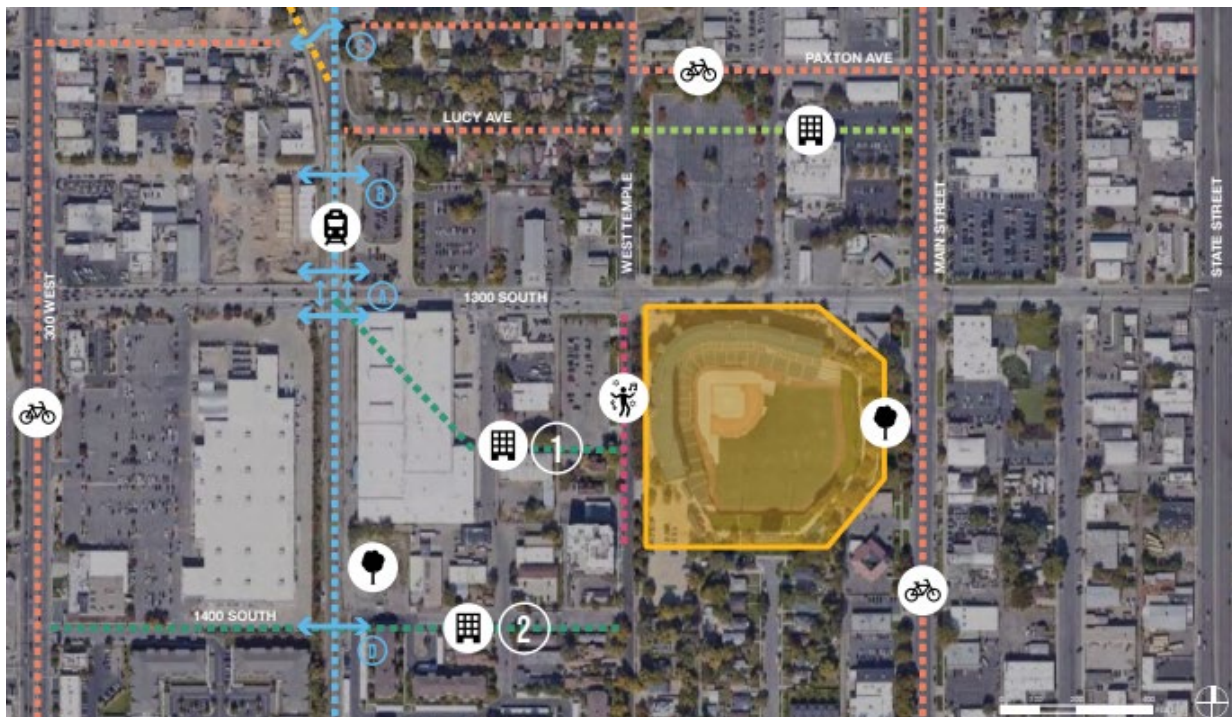 C
PAXTON AVE
LUCY AVE
B
WEST TEMPLE
MAIN STREET
STATE STREET
300 WEST
1300 SOUTH
A
1
1400 SOUTH
2
D